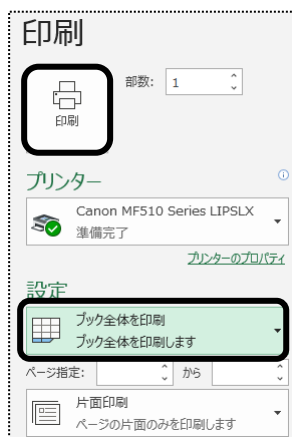 印刷
部数: 1
印刷
プリンター
Canon MF510 Series LIPSLX
準備完了
プリンターのプロパティ
設定
ブック全体を印刷
ブック全体を印刷します
ページ指定: から
片面印刷
ページの片面のみを印刷します